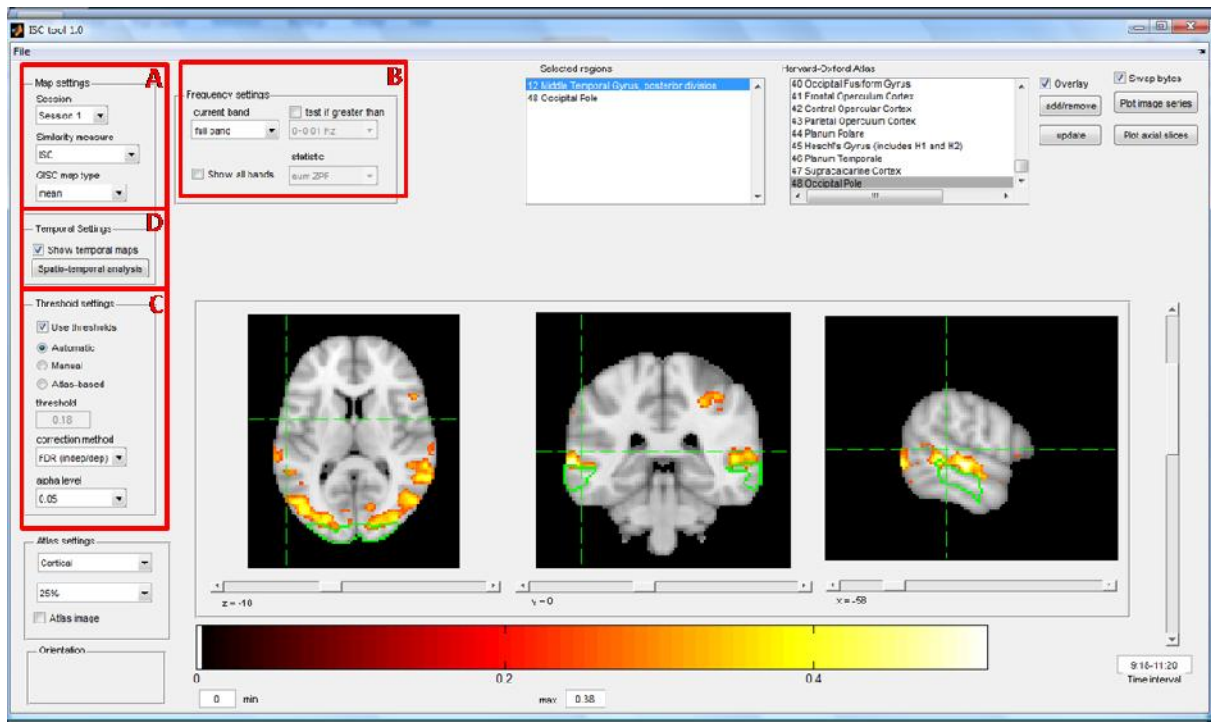 ISC tool 1.0
File
A
Map settings
Session
Session 1
Similarity measure
ISC
GISC map type
mean
B
Frequency settings
current band
full band
test if greater than
0-0.01 Hz
statistic
Show all bands
sum ZPF
Selected regions
12 Middle Temporal Gyrus, posterior division
48 Occipital Pole
Harvard-Oxford Atlas
40 Occipital Fusiform Gyrus
41 Frontal Operculum Cortex
42 Central Opercular Cortex
43 Parietal Operculum Cortex
44 Planum Polare
45 Heschl's Gyrus (includes H1 and H2)
46 Planum Temporale
47 Supracalcarine Cortex
48 Occipital Pole
Overlay
add/remove
update
Swap bytes
Plot image series
Plot axial slices
D
Temporal Settings
Show temporal maps
Spatio-temporal analysis
C
Threshold settings
Use thresholds
Automatic
Manual
Atlas-based
threshold
0.18
correction method
FDR (indep/dep)
alpha level
0.05
Atlas settings
Cortical
25%
Atlas image
Orientation
z = -10
y = 0
x = -58
0
0.2
0.4
0 min
max 0.38
9:18-11:20
Time interval